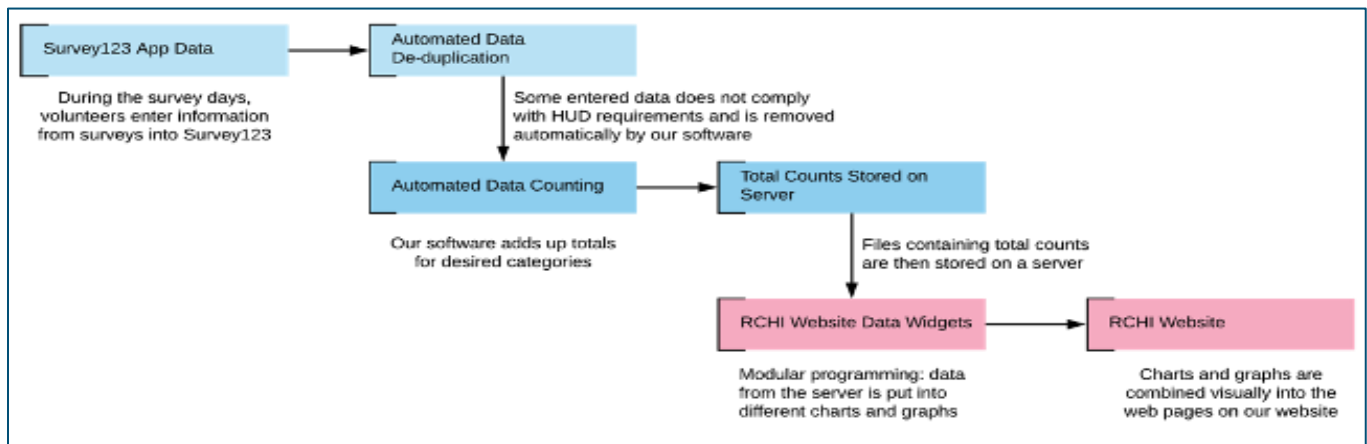 Survey123 App Data
Automated Data
De-duplication
During the survey days,
volunteers enter information
from surveys into Survey123
Some entered data does not comply
with HUD requirements and is removed
automatically by our software
Automated Data Counting
Total Counts Stored on
Server
Our software adds up totals
for desired categories
Files containing total counts
are then stored on a server
RCHI Website Data Widgets
RCHI Website
Modular programming: data
from the server is put into
different charts and graphs
Charts and graphs are
combined visually into the
web pages on our website